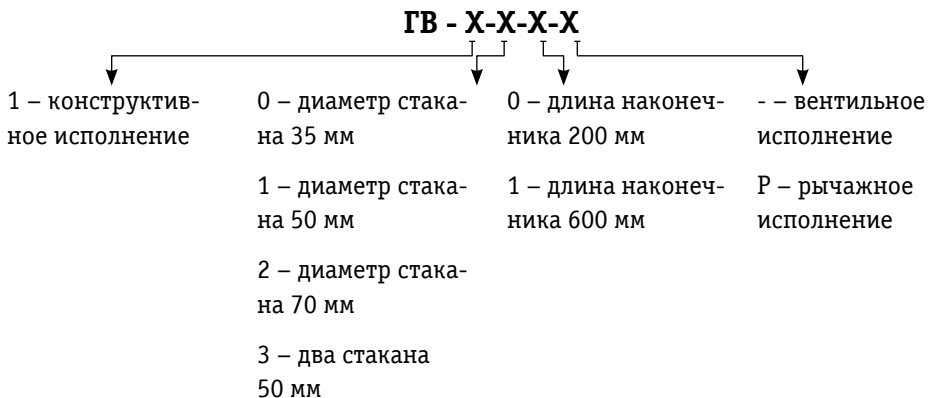 ГВ - Х-Х-Х-Х
1 – конструктив-
ное исполнение
0 – диаметр стака-
на 35 мм
1 – диаметр стака-
на 50 мм
2 – диаметр стака-
на 70 мм
3 – два стакана
50 мм
0 – длина наконеч-
ника 200 мм
1 – длина наконеч-
ника 600 мм
- – вентильное
исполнение
Р – рычажное
исполнение